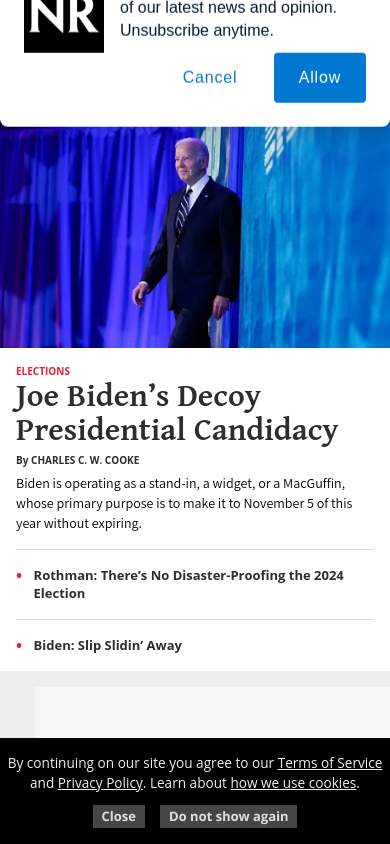 NR
of our latest news and opinion.
Unsubscribe anytime.
Cancel
Allow
ELECTIONS
Joe Biden’s Decoy
Presidential Candidacy
By CHARLES C. W. COOKE
Biden is operating as a stand-in, a widget, or a MacGuffin,
whose primary purpose is to make it to November 5 of this
year without expiring.
• Rothman: There’s No Disaster-Proofing the 2024
Election
• Biden: Slip Slidin’ Away
By continuing on our site you agree to our Terms of Service
and Privacy Policy. Learn about how we use cookies.
Close
Do not show again